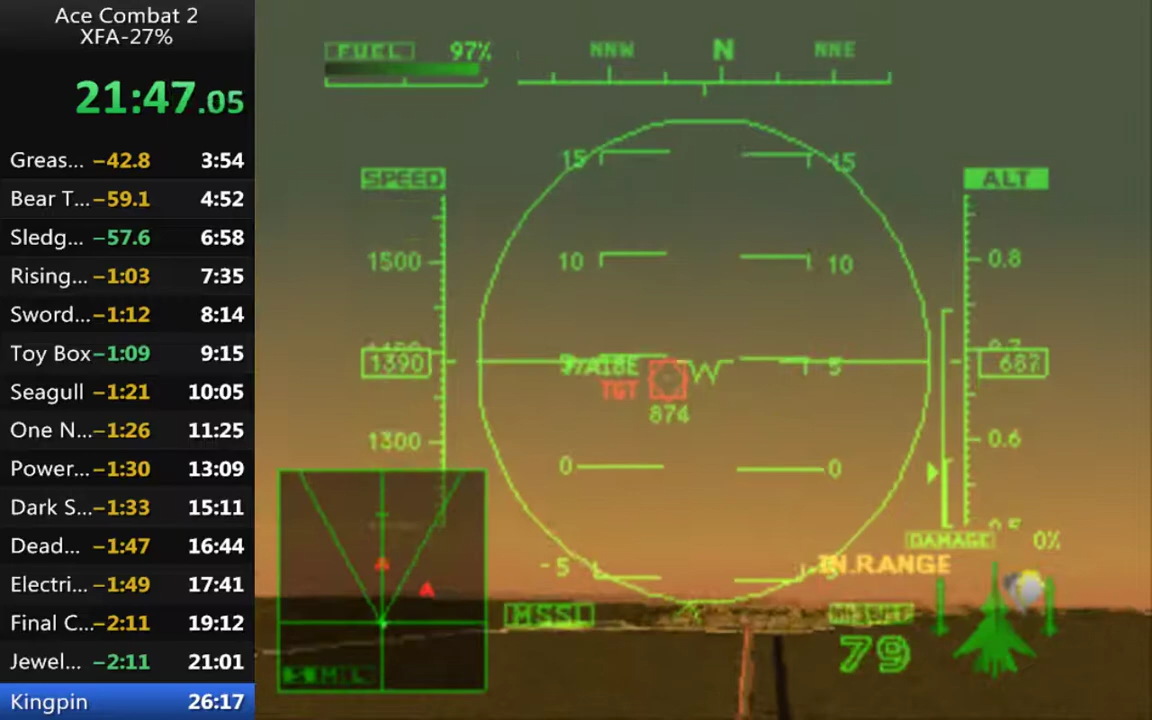 Ace Combat 2
XFA-27%
21:47.05
Greas... −42.8 3:54
Bear T... −59.1 4:52
Sledg... −57.6 6:58
Rising... −1:03 7:35
Sword... −1:12 8:14
Toy Box −1:09 9:15
Seagull −1:21 10:05
One N... −1:26 11:25
Power... −1:30 13:09
Dark S... −1:33 15:11
Dead... −1:47 16:44
Electri... −1:49 17:41
Final C... −2:11 19:12
Jewel... −2:11 21:01
Kingpin 26:17
FUEL 97%
NNW N NNE
15 15
SPEED ALT
1500 10 10 0.8
1390 5 687
TGT
874
1300 0 0 0.6
0.5
DAMAGE 0%
-5
IN.RANGE
MSSL
79